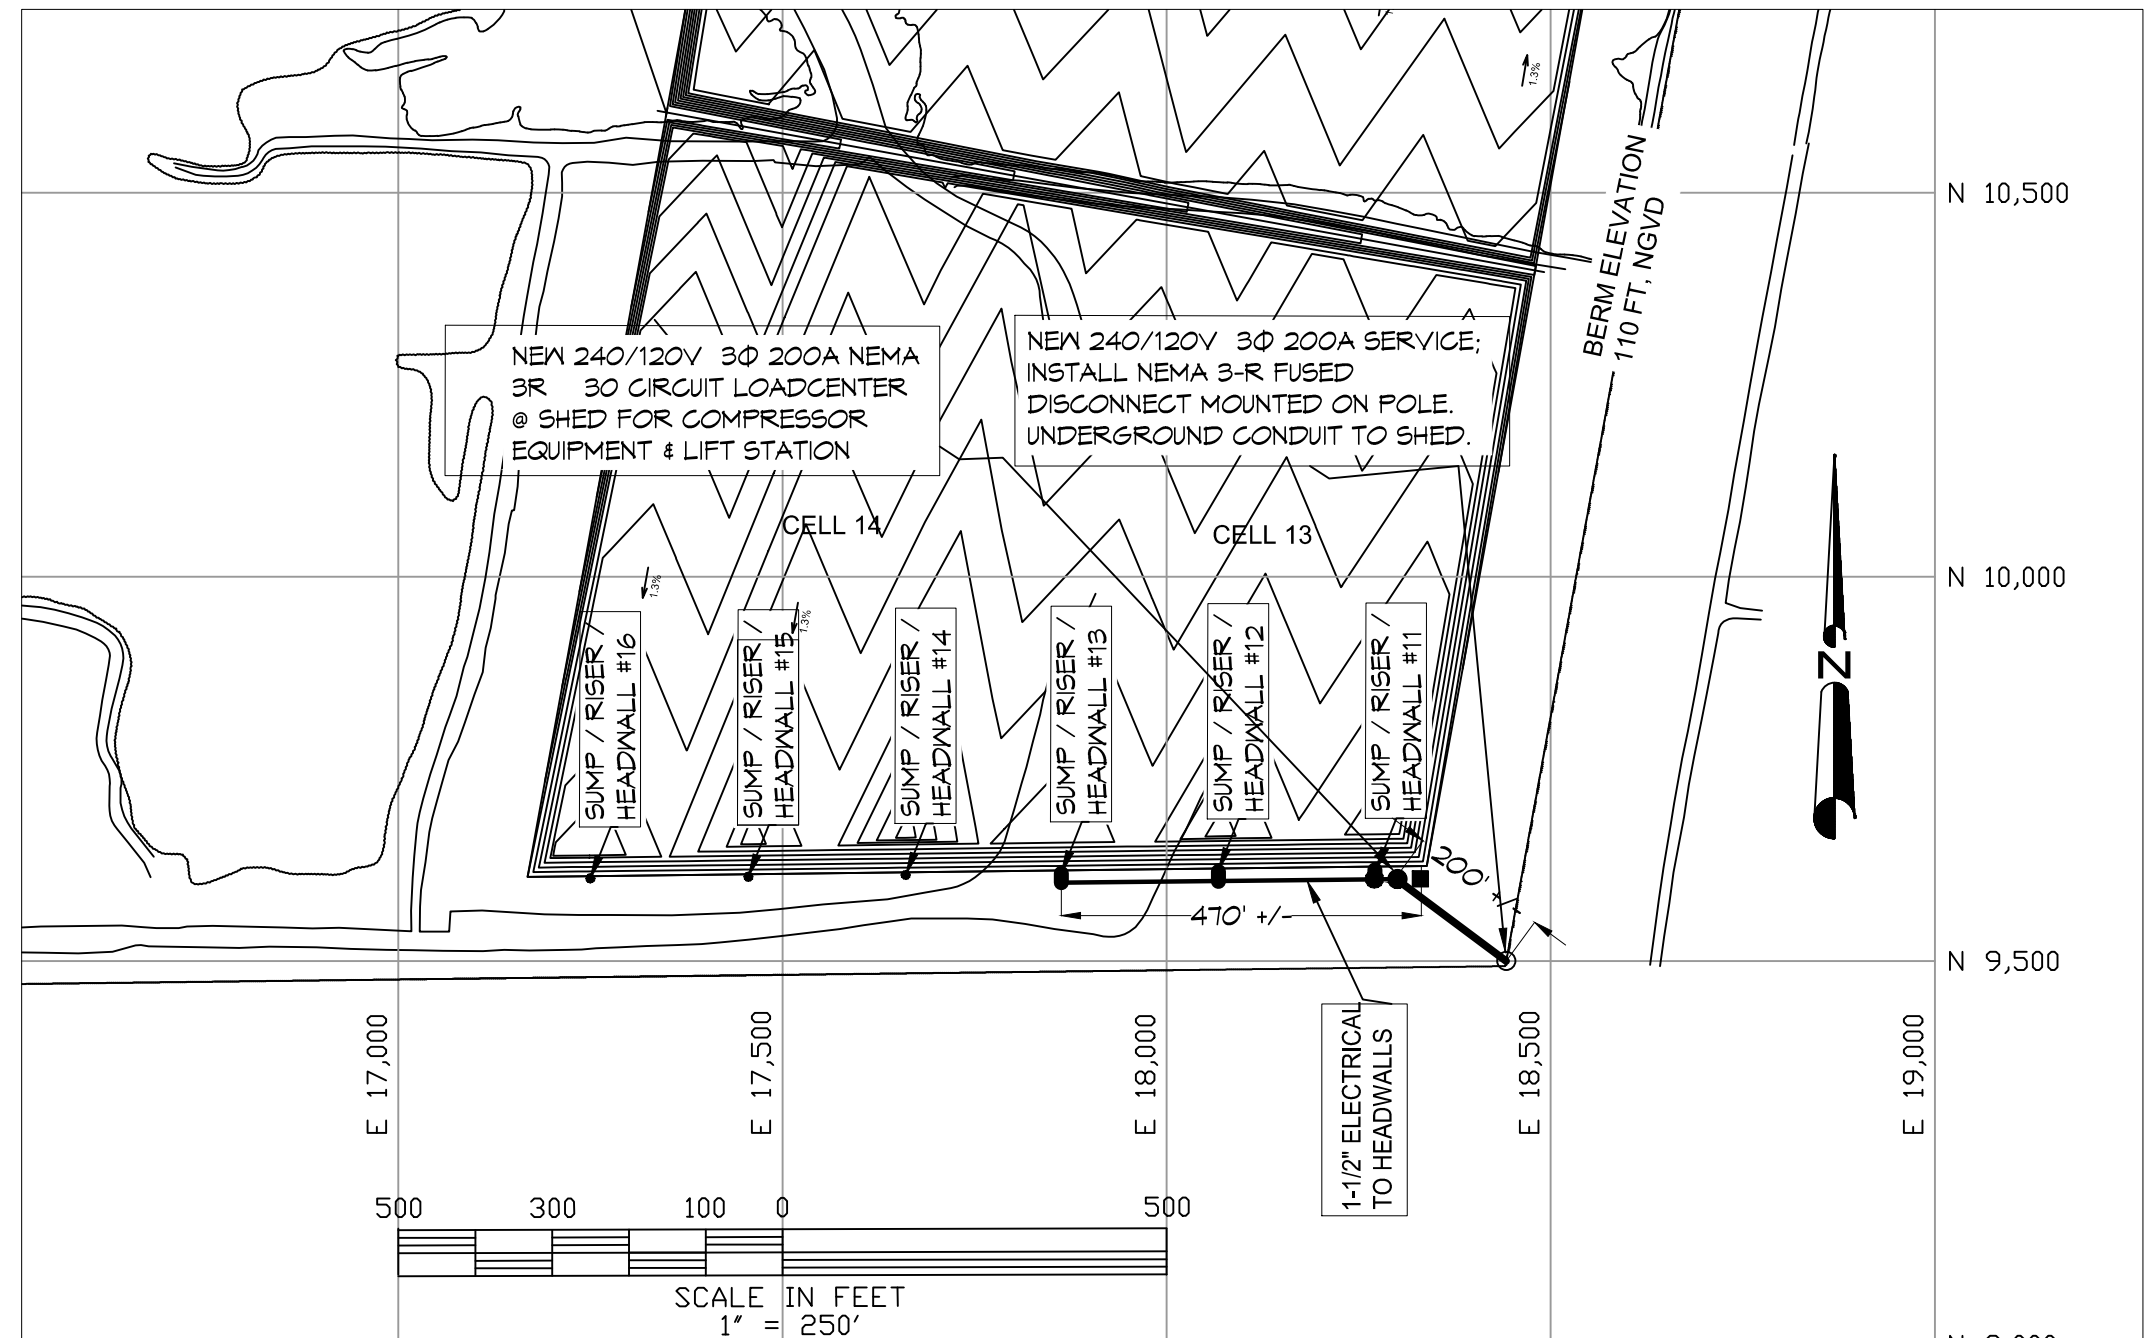 1.3%
N 10,500
BERM ELEVATION
110 FT, NGVD
NEW 240/120V 3Φ 200A NEMA
3R 30 CIRCUIT LOADCENTER
@ SHED FOR COMPRESSOR
EQUIPMENT & LIFT STATION
NEW 240/120V 3Φ 200A SERVICE;
INSTALL NEMA 3-R FUSED
DISCONNECT MOUNTED ON POLE.
UNDERGROUND CONDUIT TO SHED.
CELL 14
CELL 13
N 10,000
1.3%
1.3%
SUMP / RISER /
HEADWALL #16
SUMP / RISER /
HEADWALL #15
SUMP / RISER /
HEADWALL #14
SUMP / RISER /
HEADWALL #13
SUMP / RISER /
HEADWALL #12
SUMP / RISER /
HEADWALL #11
N
200' +/-
470' +/-
N 9,500
1-1/2" ELECTRICAL
TO HEADWALLS
E 17,000
E 17,500
E 18,000
E 18,500
E 19,000
500 300 100 0 500
SCALE IN FEET
1" = 250'